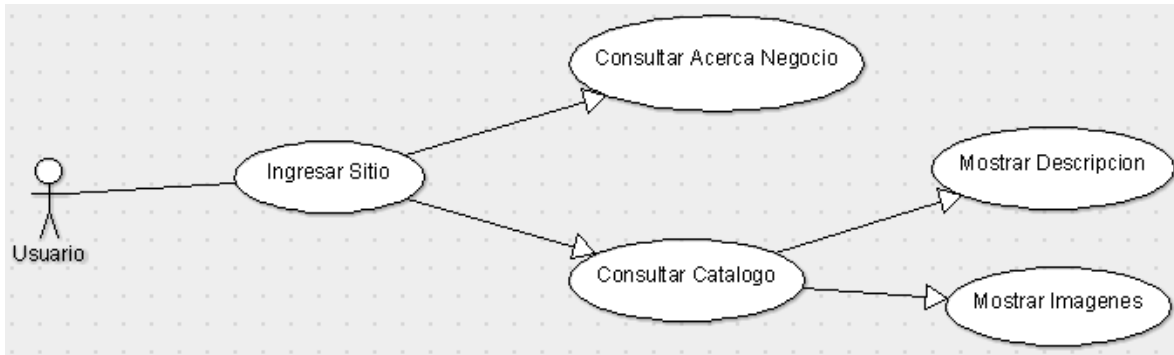 Consultar Acerca Negocio
Ingresar Sitio
Mostrar Descripcion
Usuario
Consultar Catalogo
Mostrar Imagenes